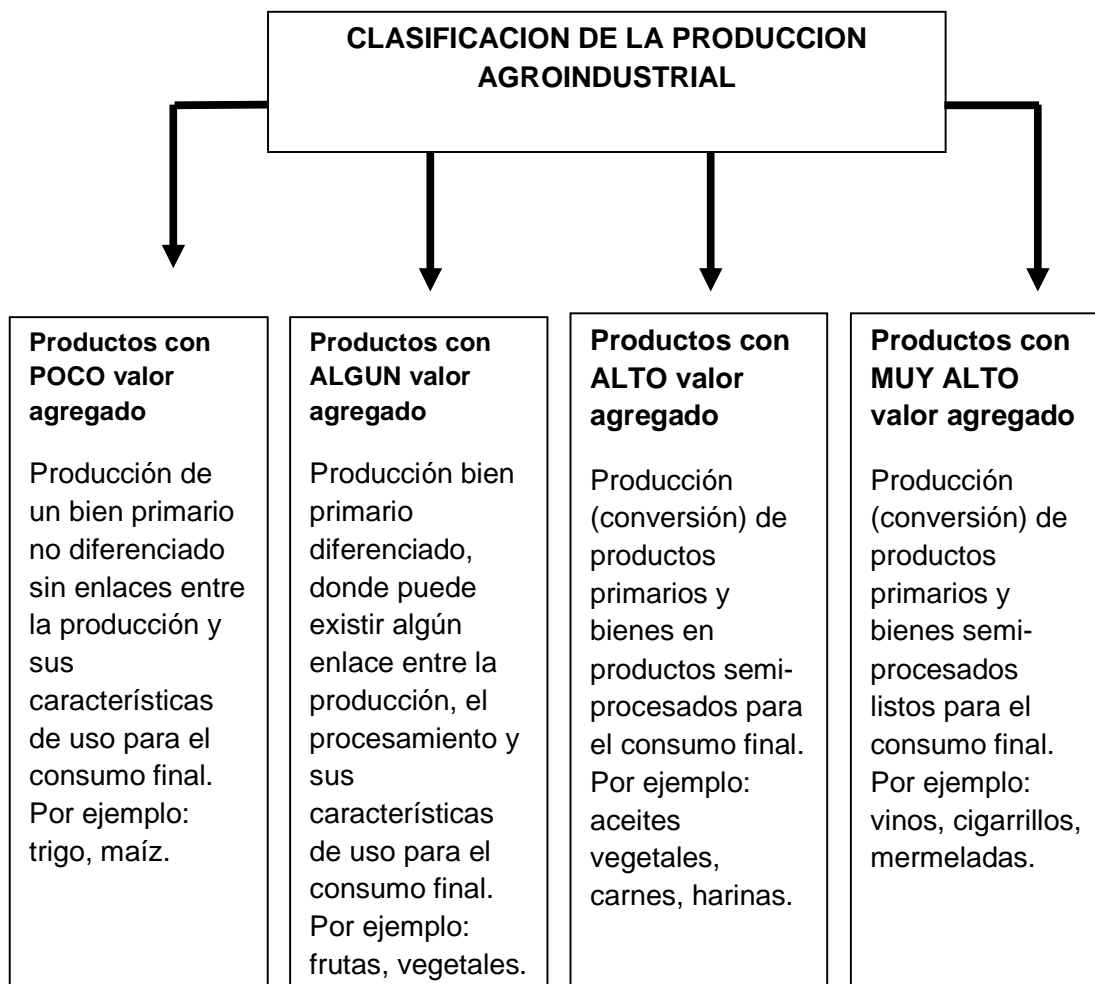 CLASIFICACION DE LA PRODUCCION
AGROINDUSTRIAL
Productos con
POCO valor
agregado
Producción de
un bien primario
no diferenciado
sin enlaces entre
la producción y
sus
características
de uso para el
consumo final.
Por ejemplo:
trigo, maíz.
Productos con
ALGUN valor
agregado
Producción bien
primario
diferenciado,
donde puede
existir algún
enlace entre la
producción, el
procesamiento y
sus
características
de uso para el
consumo final.
Por ejemplo:
frutas, vegetales.
Productos con
ALTO valor
agregado
Producción
(conversión) de
productos
primarios y
bienes en
productos semi-
procesados para
el consumo final.
Por ejemplo:
aceites
vegetales,
carnes, harinas.
Productos con
MUY ALTO
valor agregado
Producción
(conversión) de
productos
primarios y
bienes semi-
procesados
listos para el
consumo final.
Por ejemplo:
vinos, cigarrillos,
mermeladas.